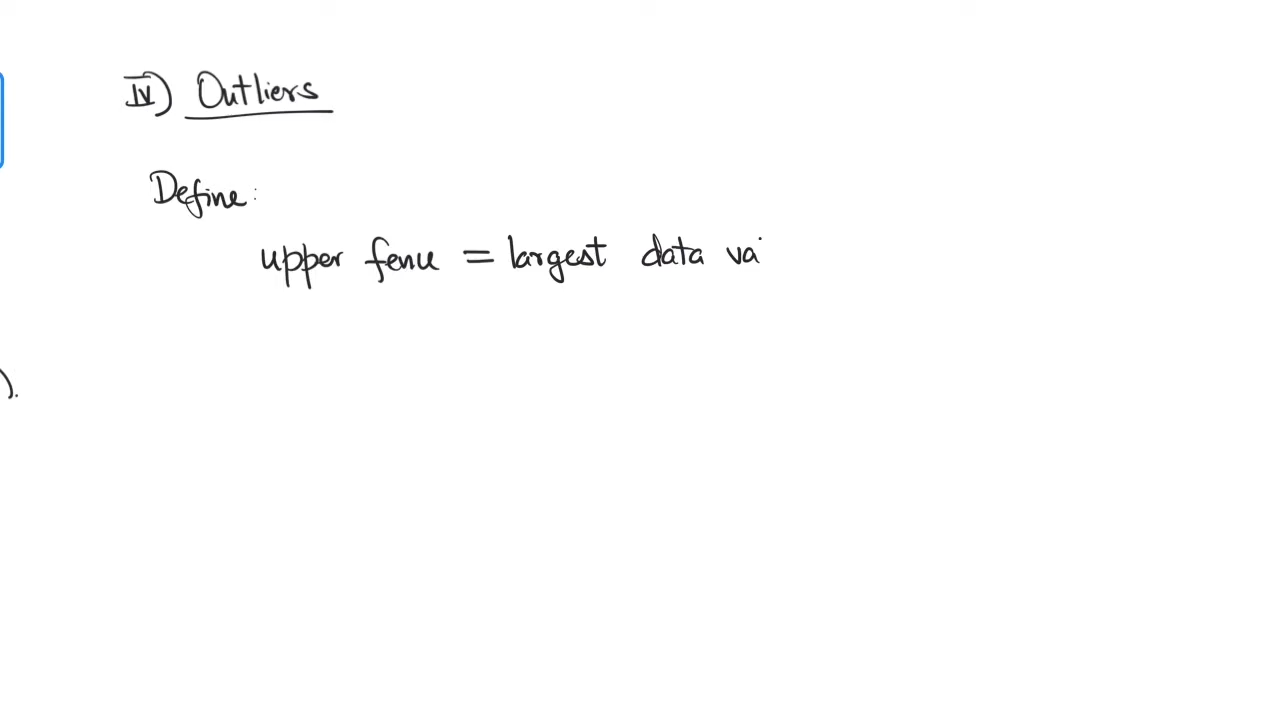 IV) Outliers
Define:
upper fence = largest data va
).